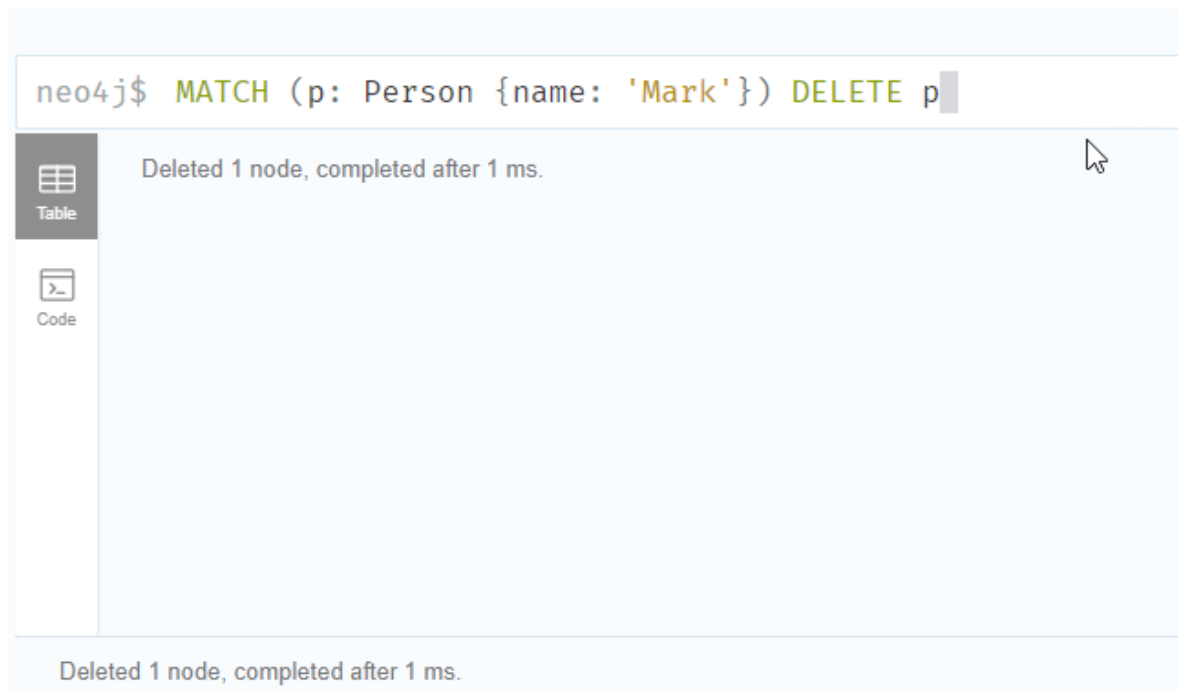 neo4j$ MATCH (p: Person {name: 'Mark'}) DELETE p
Deleted 1 node, completed after 1 ms.
Table
Code
Deleted 1 node, completed after 1 ms.